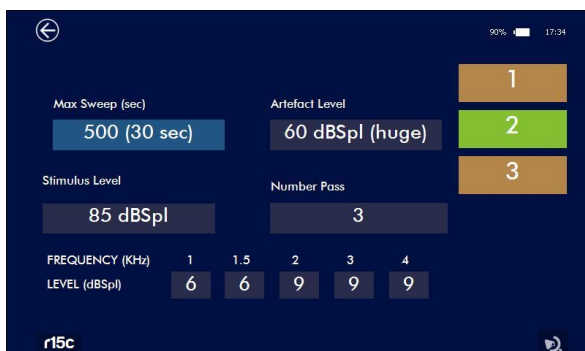 90% 17:34
1
Max Sweep (sec) Artefact Level
500 (30 sec) 60 dBSpl (huge) 2
3
Stimulus Level Number Pass
85 dBSpl 3
FREQUENCY (KHz) 1 1.5 2 3 4
LEVEL (dBSpl) 6 6 9 9 9
r15c